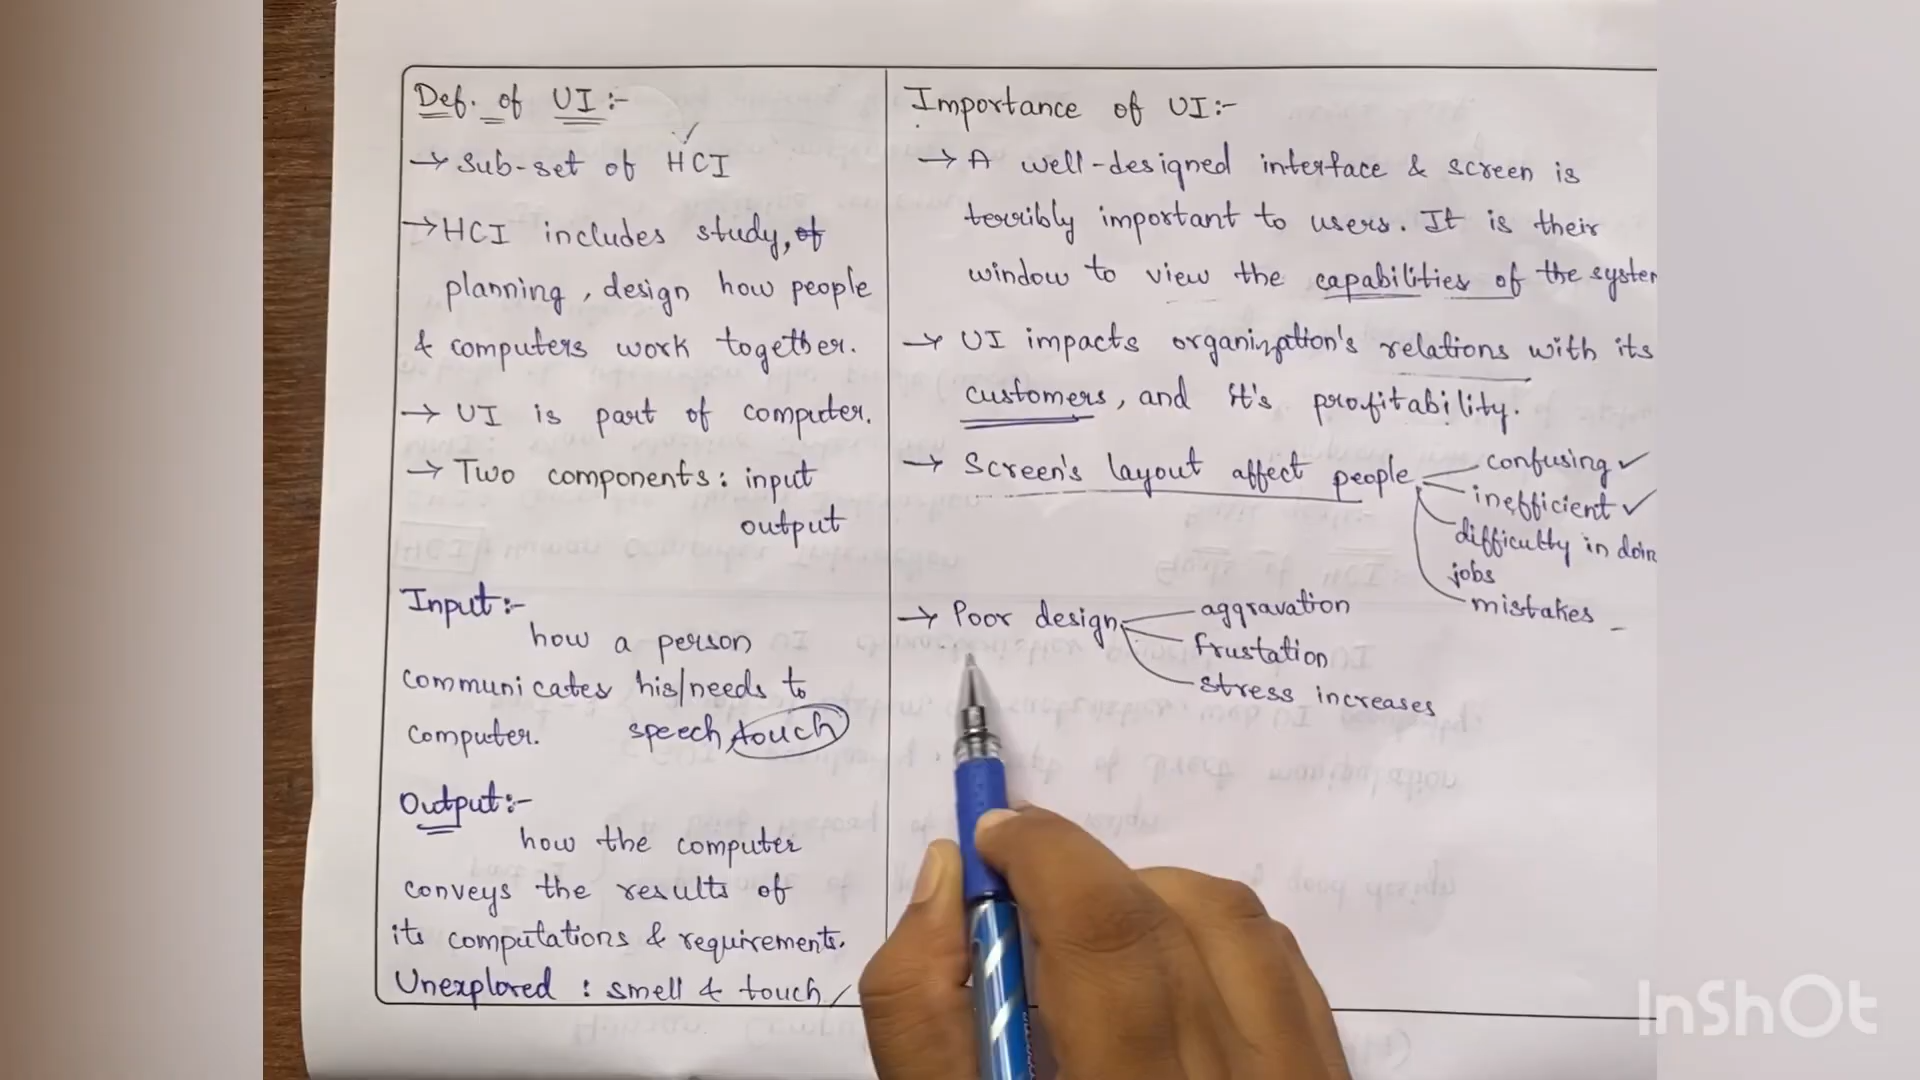 Def. of UI:-
→ Sub-set of HCI
→ HCI includes study, of
planning, design how people
& computers work together.
→ UI is part of computer.
→ Two components: input
output
Input:-
how a person
communicates his/needs to
computer. speech, touch
Output:-
how the computer
conveys the results of
its computations & requirements.
Unexplored : smell & touch
Importance of UI:-
→ A well-designed interface & screen is
terribly important to users. It is their
window to view the capabilities of the system
→ UI impacts organization's relations with its
customers, and it's profitability.
→ Screen's layout affect people
confusing ✓
inefficient ✓
difficulty in doin
jobs
mistakes
→ Poor design
aggravation
frustation
stress increases
InShOt